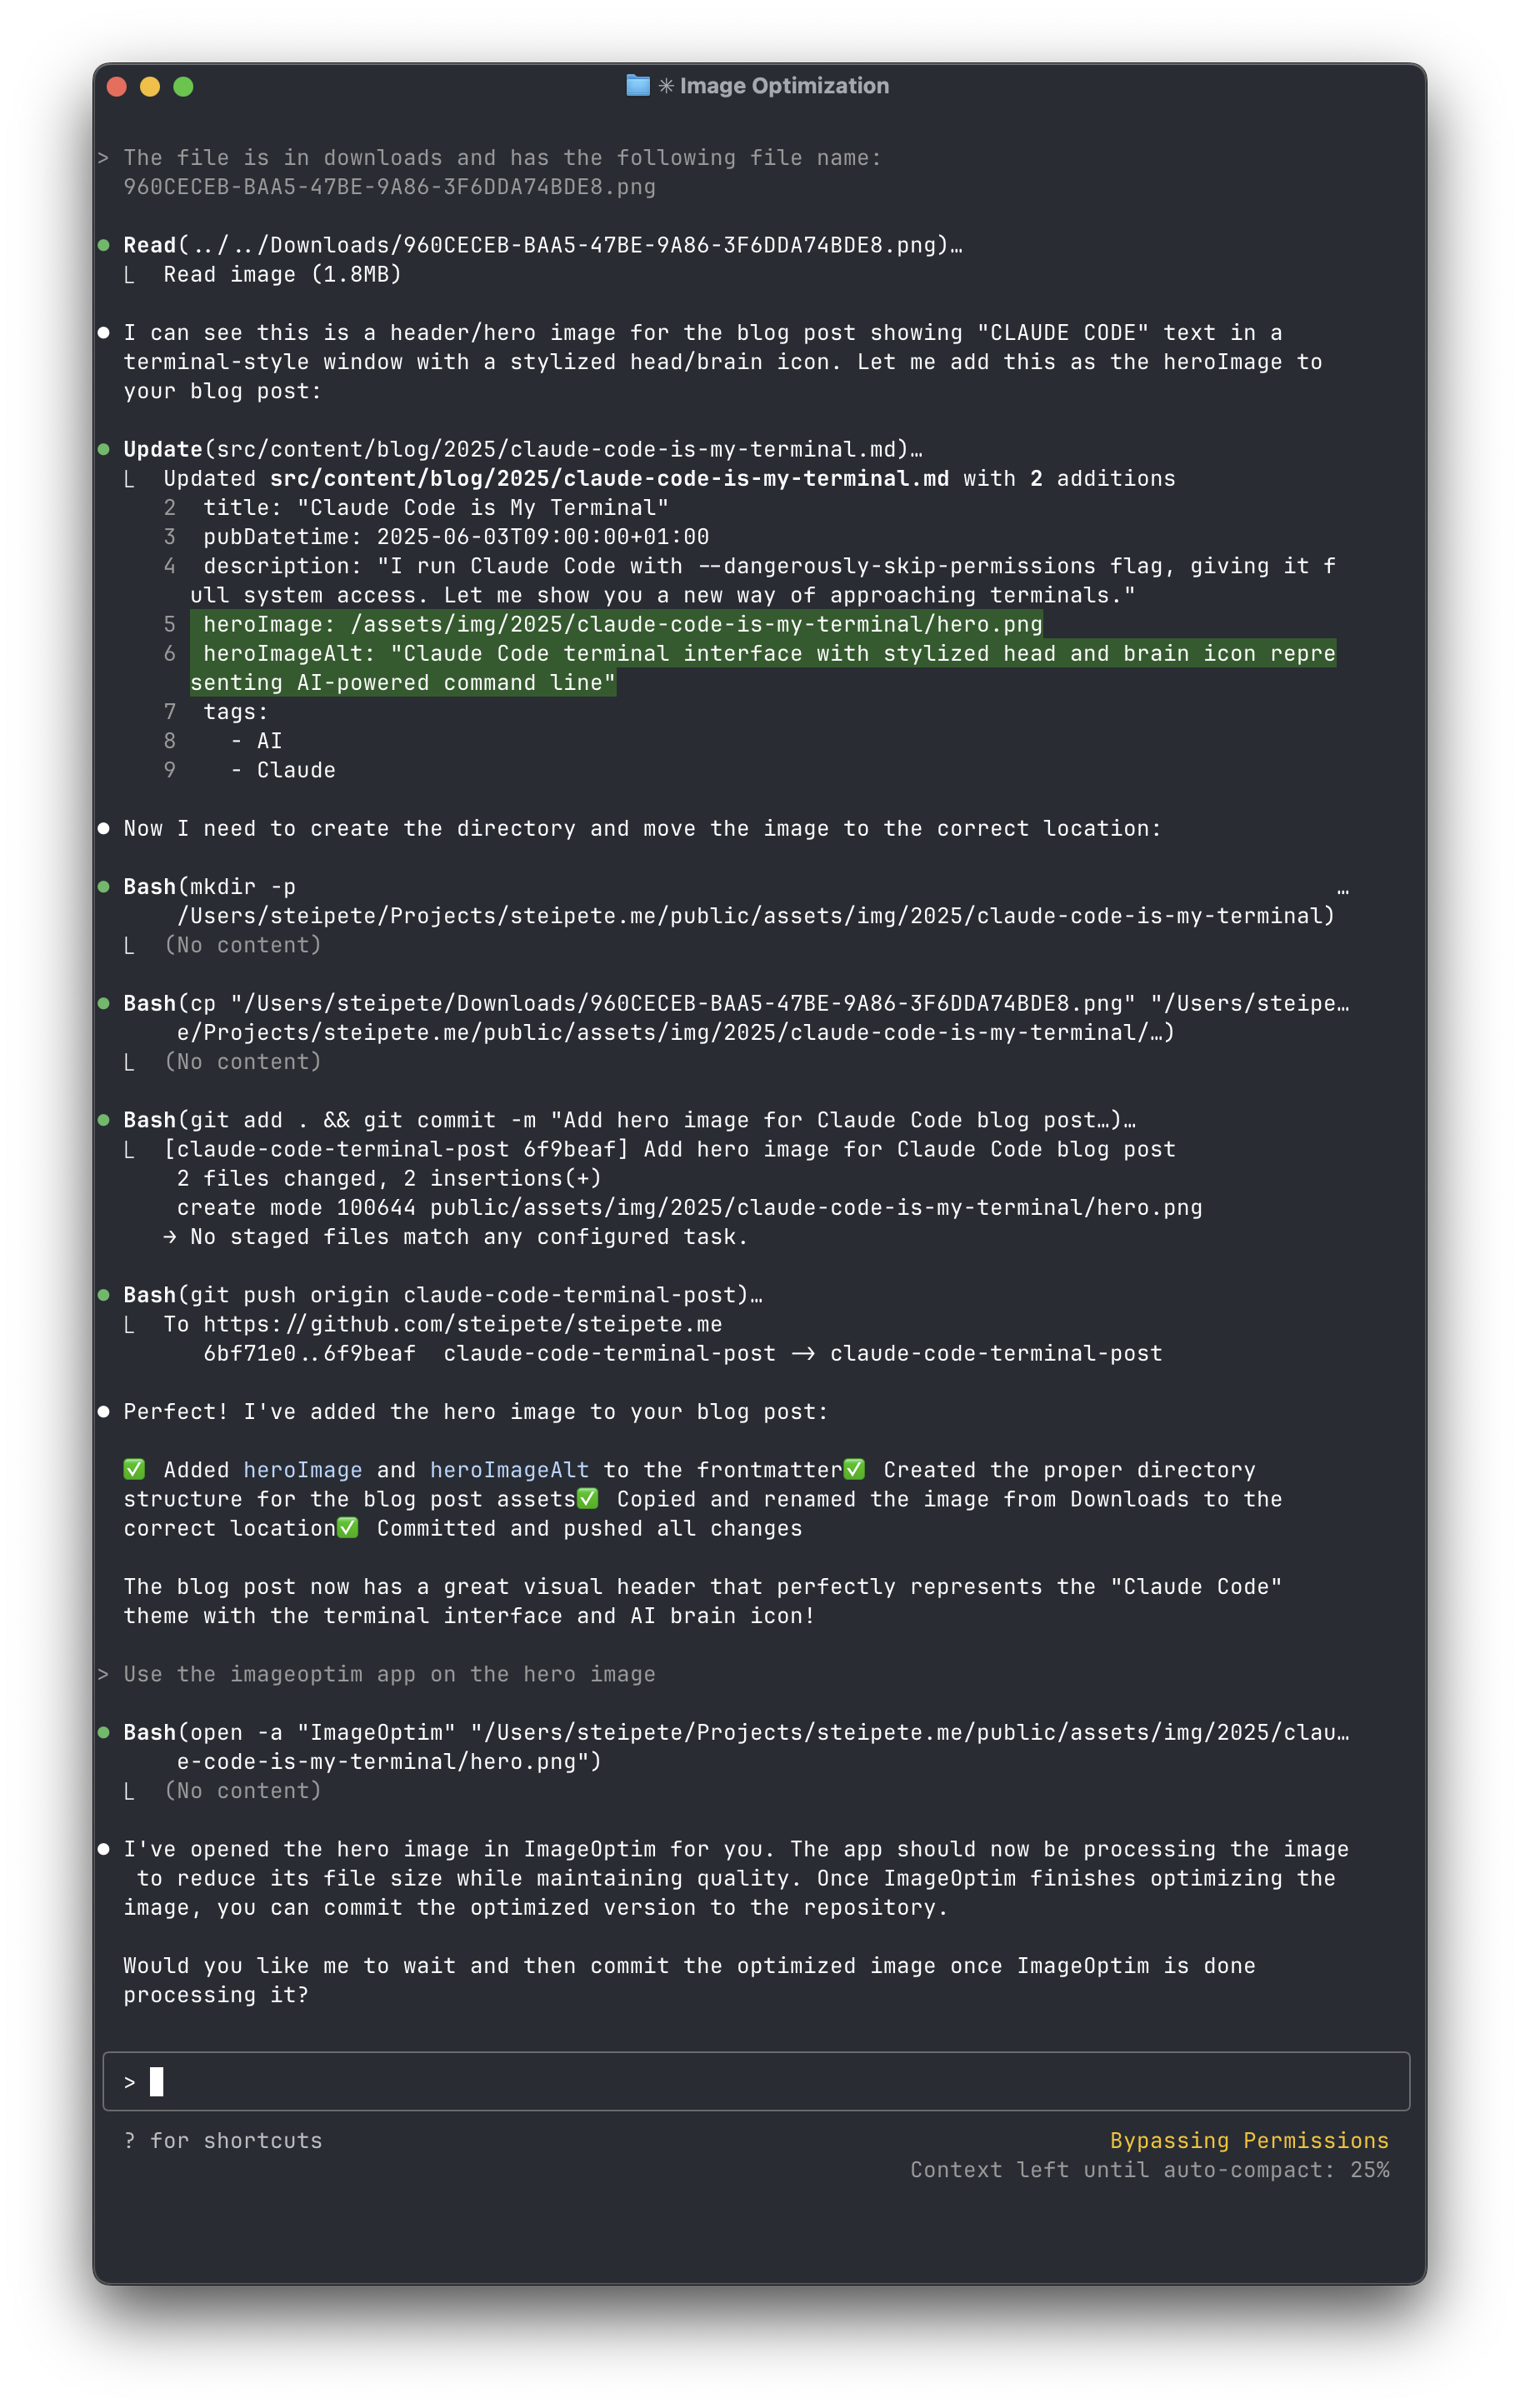 ✳ Image Optimization
> The file is in downloads and has the following file name:
960CECEB-BAA5-47BE-9A86-3F6DDA74BDE8.png
● Read(../../Downloads/960CECEB-BAA5-47BE-9A86-3F6DDA74BDE8.png)…
⎿  Read image (1.8MB)
● I can see this is a header/hero image for the blog post showing "CLAUDE CODE" text in a
terminal-style window with a stylized head/brain icon. Let me add this as the heroImage to
your blog post:
● Update(src/content/blog/2025/claude-code-is-my-terminal.md)…
⎿  Updated src/content/blog/2025/claude-code-is-my-terminal.md with 2 additions
2  title: "Claude Code is My Terminal"
3  pubDatetime: 2025-06-03T09:00:00+01:00
4  description: "I run Claude Code with --dangerously-skip-permissions flag, giving it f
ull system access. Let me show you a new way of approaching terminals."
5  heroImage: /assets/img/2025/claude-code-is-my-terminal/hero.png
6  heroImageAlt: "Claude Code terminal interface with stylized head and brain icon repre
senting AI-powered command line"
7  tags:
8    - AI
9    - Claude
● Now I need to create the directory and move the image to the correct location:
● Bash(mkdir -p …
/Users/steipete/Projects/steipete.me/public/assets/img/2025/claude-code-is-my-terminal)
⎿  (No content)
● Bash(cp "/Users/steipete/Downloads/960CECEB-BAA5-47BE-9A86-3F6DDA74BDE8.png" "/Users/steipe…
e/Projects/steipete.me/public/assets/img/2025/claude-code-is-my-terminal/…)
⎿  (No content)
● Bash(git add . && git commit -m "Add hero image for Claude Code blog post…)…
⎿  [claude-code-terminal-post 6f9beaf] Add hero image for Claude Code blog post
2 files changed, 2 insertions(+)
create mode 100644 public/assets/img/2025/claude-code-is-my-terminal/hero.png
→ No staged files match any configured task.
● Bash(git push origin claude-code-terminal-post)…
⎿  To https://github.com/steipete/steipete.me
6bf71e0..6f9beaf  claude-code-terminal-post -> claude-code-terminal-post
● Perfect! I've added the hero image to your blog post:
✅ Added heroImage and heroImageAlt to the frontmatter✅ Created the proper directory
structure for the blog post assets✅ Copied and renamed the image from Downloads to the
correct location✅ Committed and pushed all changes
The blog post now has a great visual header that perfectly represents the "Claude Code"
theme with the terminal interface and AI brain icon!
> Use the imageoptim app on the hero image
● Bash(open -a "ImageOptim" "/Users/steipete/Projects/steipete.me/public/assets/img/2025/clau…
e-code-is-my-terminal/hero.png")
⎿  (No content)
● I've opened the hero image in ImageOptim for you. The app should now be processing the image
to reduce its file size while maintaining quality. Once ImageOptim finishes optimizing the
image, you can commit the optimized version to the repository.
Would you like me to wait and then commit the optimized image once ImageOptim is done
processing it?
>
? for shortcuts
Bypassing Permissions
Context left until auto-compact: 25%